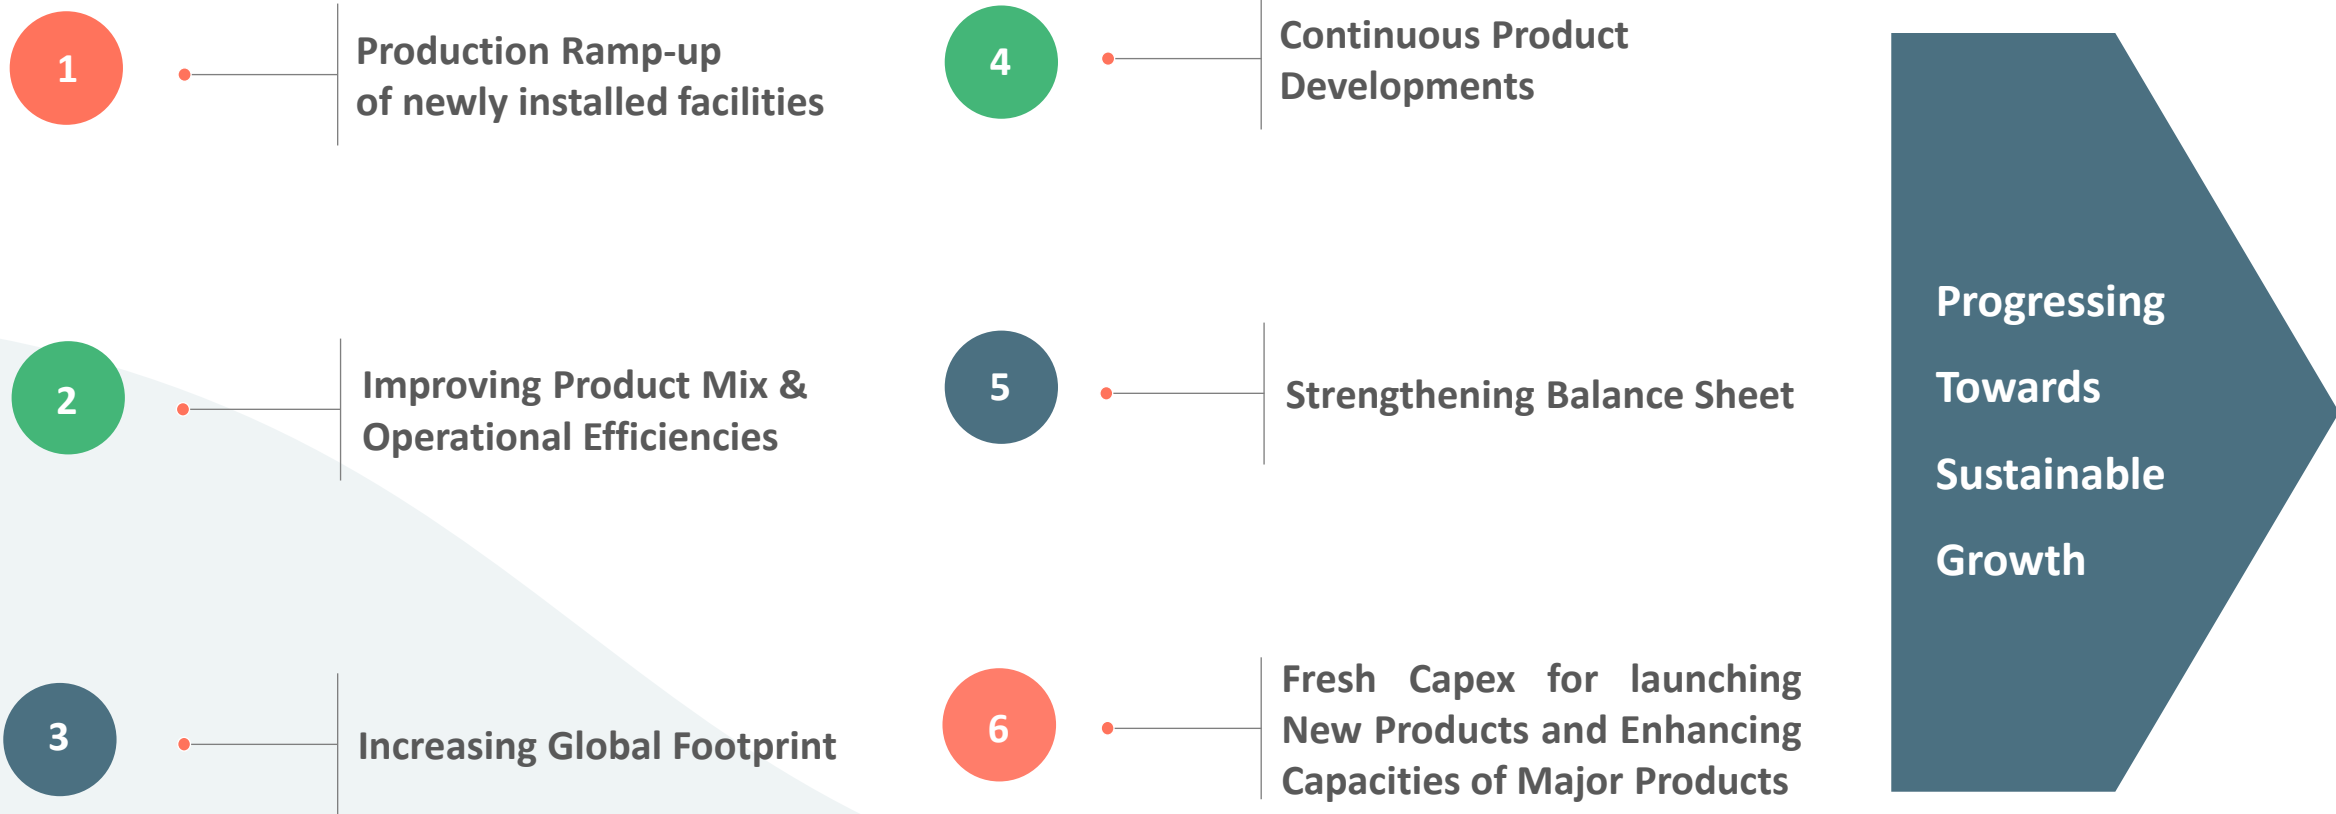 1
Production Ramp-up
of newly installed facilities
2
Improving Product Mix &
Operational Efficiencies
3
Increasing Global Footprint
4
Continuous Product
Developments
5
Strengthening Balance Sheet
6
Fresh Capex for launching
New Products and Enhancing
Capacities of Major Products
Progressing
Towards
Sustainable
Growth